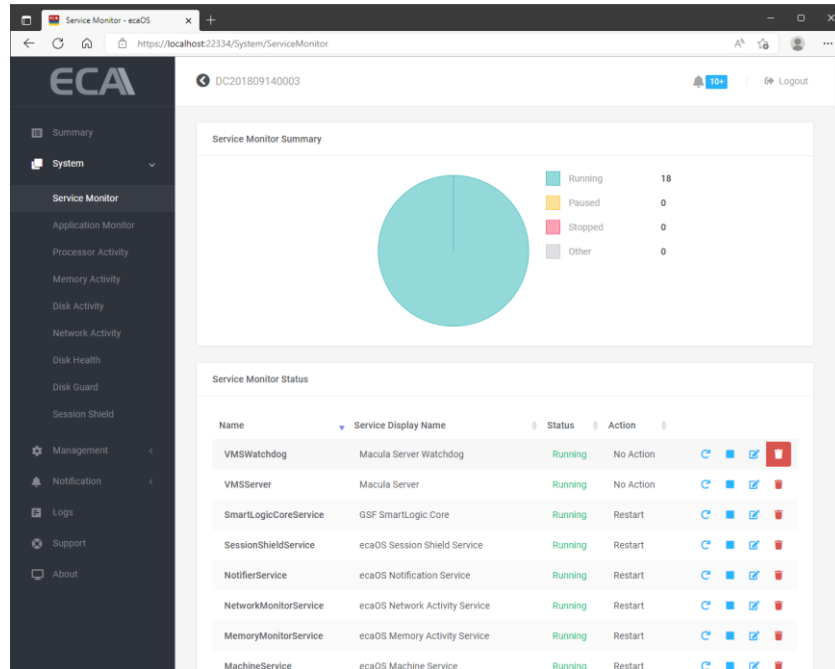 Service Monitor - ecaOS
https://localhost:22334/System/ServiceMonitor
ECA
DC201809140003
10+
Logout
Summary
System
Service Monitor
Application Monitor
Processor Activity
Memory Activity
Disk Activity
Network Activity
Disk Health
Disk Guard
Session Shield
Management
Notification
Logs
Support
About
Service Monitor Summary
Running 18
Paused 0
Stopped 0
Other 0
Service Monitor Status
Name Service Display Name Status Action
VMSWatchdog Macula Server Watchdog Running No Action
VMSServer Macula Server Running No Action
SmartLogicCoreService GSF SmartLogic Core Running Restart
SessionShieldService ecaOS Session Shield Service Running Restart
NotifierService ecaOS Notification Service Running Restart
NetworkMonitorService ecaOS Network Activity Service Running Restart
MemoryMonitorService ecaOS Memory Activity Service Running Restart
MachineService ecaOS Machine Service Running Restart